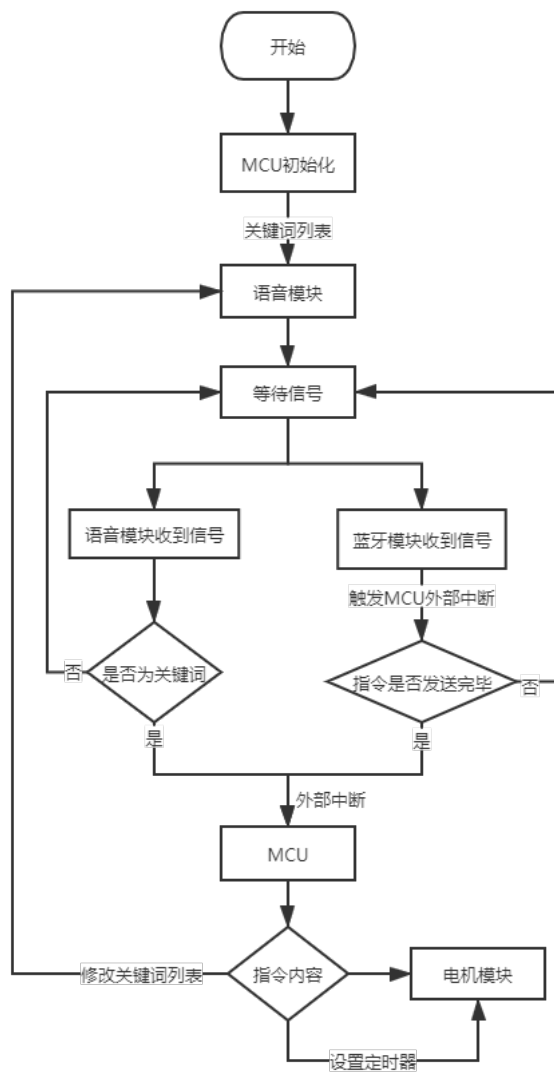 开始
MCU初始化
关键词列表
语音模块
等待信号
语音模块收到信号
蓝牙模块收到信号
触发MCU外部中断
否
是否为关键词
指令是否发送完毕
否
是
是
外部中断
MCU
修改关键词列表
指令内容
电机模块
设置定时器